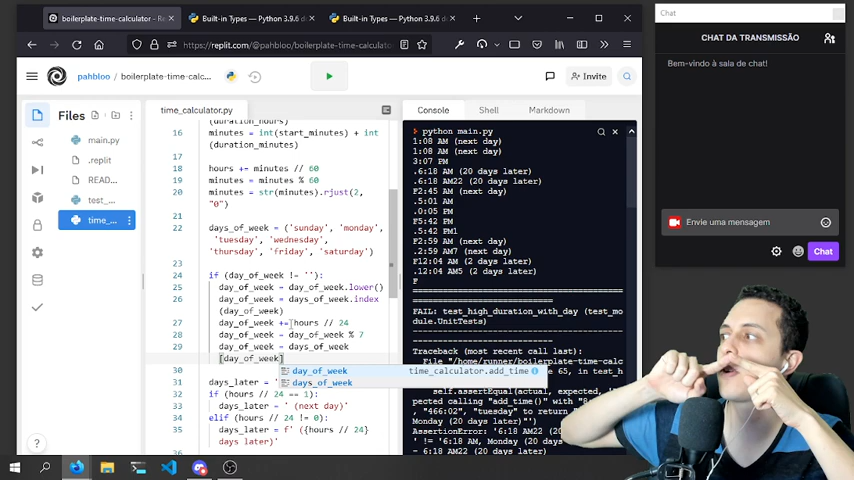 boilerplate-time-calculator - Re
Built-in Types — Python 3.9.6 d
Built-in Types — Python 3.9.6 do
https://replit.com/@pahbloo/boilerplate-time-calculato
pahbloo / boilerplate-time-calc...
Invite
Files
main.py
.replit
READ...
test_...
time_...
time_calculator.py
(duration_hours)
16 minutes = int(start_minutes) + int
(duration_minutes)
17
18 hours += minutes // 60
19 minutes = minutes % 60
20 minutes = str(minutes).rjust(2,
"0")
21
22 days_of_week = ('sunday', 'monday',
'tuesday', 'wednesday',
'thursday', 'friday', 'saturday')
23
24 if (day_of_week != ''):
25 day_of_week = day_of_week.lower()
26 day_of_week = days_of_week.index
(day_of_week)
27 day_of_week += hours // 24
28 day_of_week = day_of_week % 7
29 day_of_week = days_of_week
[day_of_week]
30
day_of_week time_calculator.add_time
days_of_week
31 days_later = '
32 if (hours // 24 == 1):
33 days_later = ' (next day)'
34 elif (hours // 24 != 0):
35 days_later = f' ({hours // 24}
days later)'
36
Console
Shell
Markdown
python main.py
1:08 AM (next day)
1:08 AM (next day)
3:07 PM
.6:18 AM (20 days later)
.6:18 AM22 (20 days later)
F2:45 AM (next day)
.5:01 AM
.0:05 PM
F5:42 PM
.5:42 PM1
F2:59 AM (next day)
.2:59 AM7 (next day)
F12:04 AM (2 days later)
.12:04 AM5 (2 days later)
F
======================================
================================
FAIL: test_high_duration_with_day (test_mo
dule.UnitTests)
Traceback (most recent call last):
File "/home/runner/boilerplate-time-calc
e 65, in test_h
self.assertEqual(actual, expected,
pected calling "add_time()" with "8
, "466:02", "tuesday" to return "
Monday (20 days later)"')
AssertionError: '6:18 AM22 (20 days
' != '6:18 AM, Monday (20 days
- 6:18 AM22 (20 days later)
Chat
CHAT DA TRANSMISSÃO
Bem-vindo à sala de chat!
Envie uma mensagem
Chat